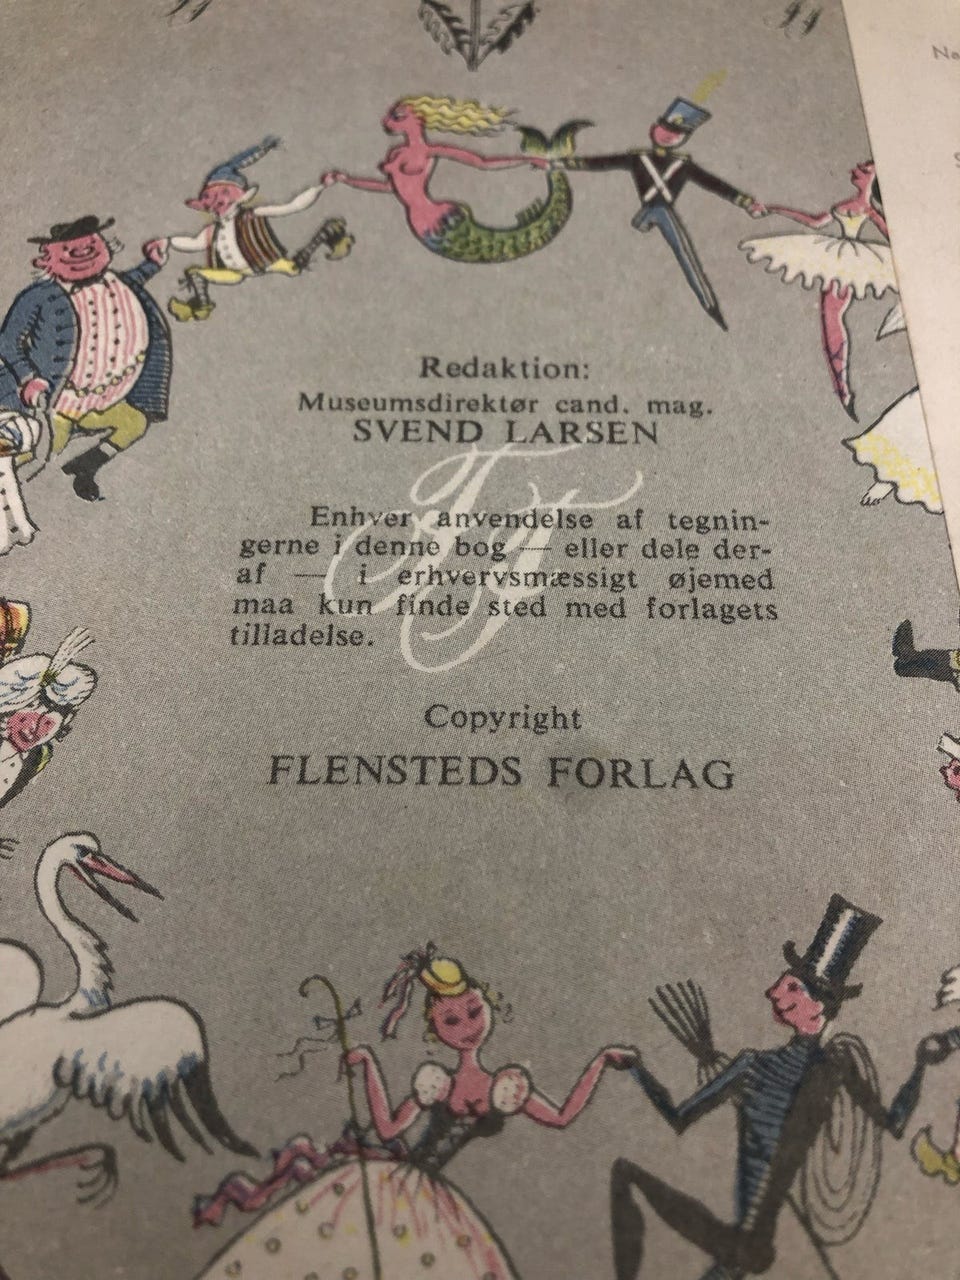 Redaktion:
Museumsdirektør cand. mag.
SVEND LARSEN
Enhver anvendelse af tegnin-
gerne i denne bog — eller dele der-
af — i erhvervsmæssigt øjemed
maa kun finde sted med forlagets
tilladelse.
Copyright
FLENSTEDS FORLAG